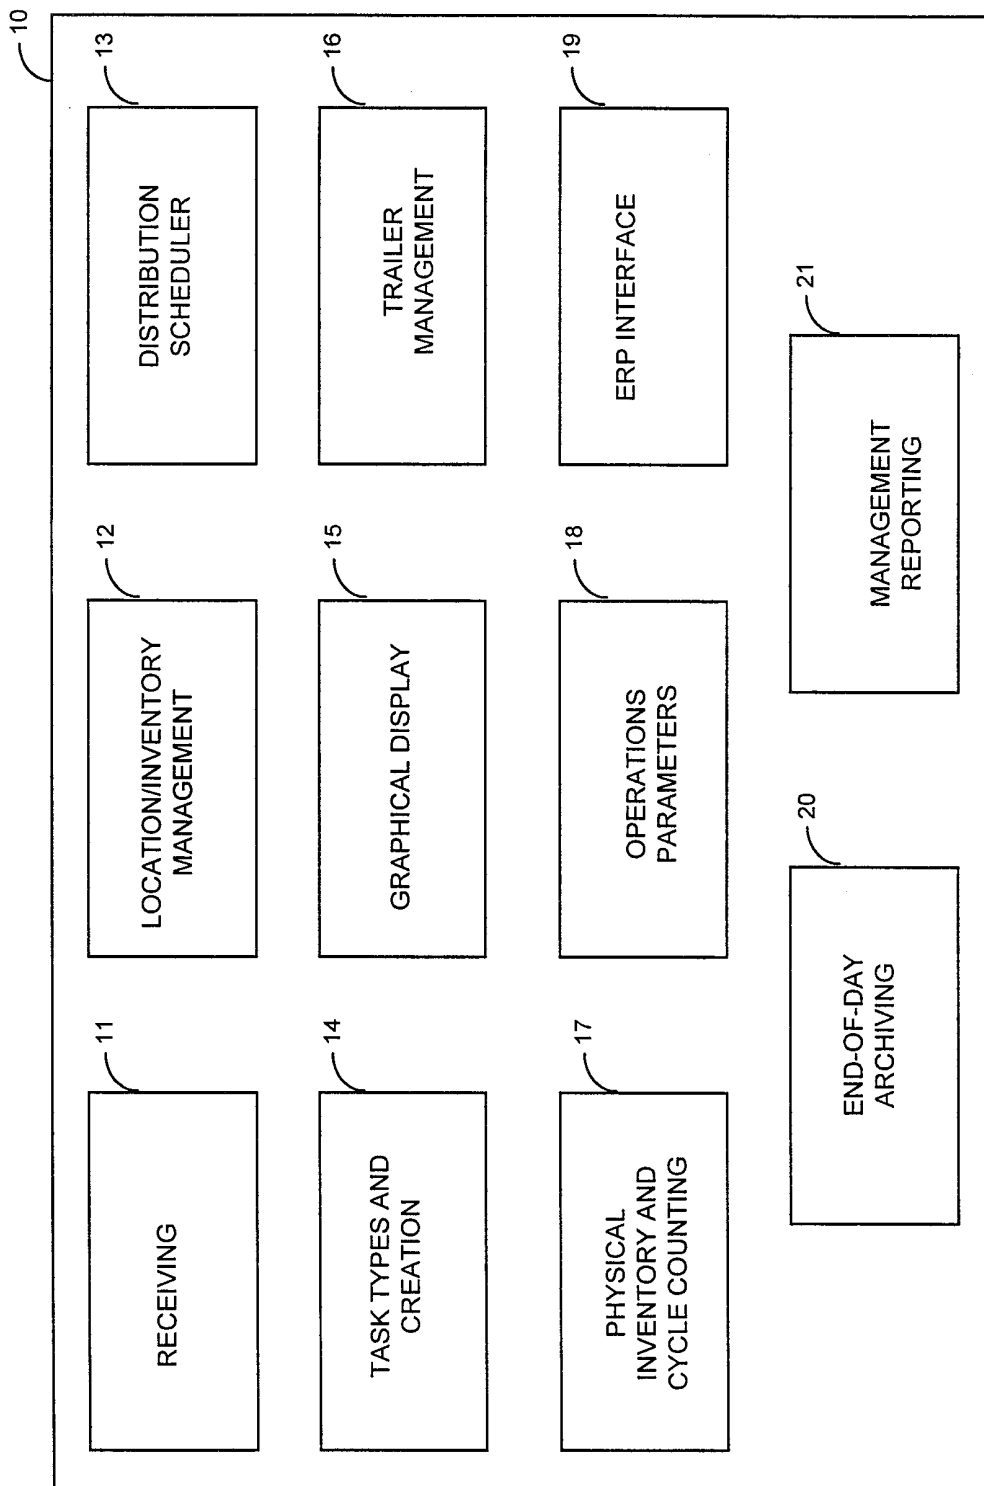 10
11
RECEIVING
12
LOCATION/INVENTORY
MANAGEMENT
13
DISTRIBUTION
SCHEDULER
14
TASK TYPES AND
CREATION
15
GRAPHICAL DISPLAY
16
TRAILER
MANAGEMENT
17
PHYSICAL
INVENTORY AND
CYCLE COUNTING
18
OPERATIONS
PARAMETERS
19
ERP INTERFACE
20
END-OF-DAY
ARCHIVING
21
MANAGEMENT
REPORTING